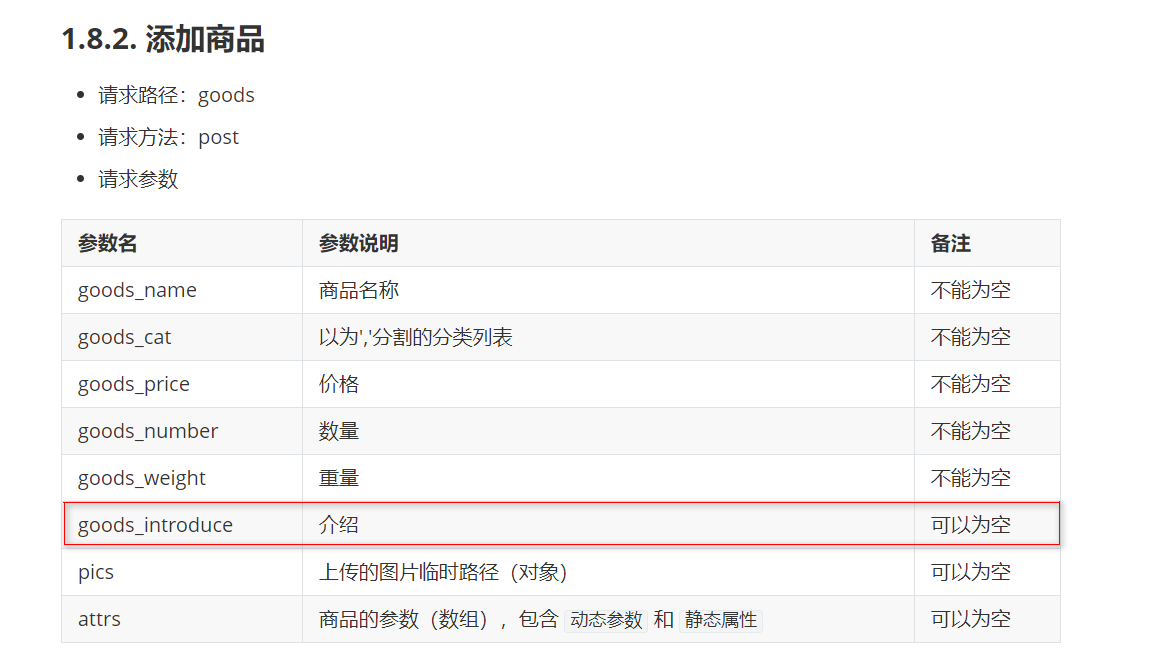 1.8.2. 添加商品
请求路径：goods
请求方法：post
请求参数
参数名 参数说明 备注
goods_name 商品名称 不能为空
goods_cat 以为','分割的分类列表 不能为空
goods_price 价格 不能为空
goods_number 数量 不能为空
goods_weight 重量 不能为空
goods_introduce 介绍 可以为空
pics 上传的图片临时路径（对象） 可以为空
attrs 商品的参数（数组），包含 动态参数 和 静态属性 可以为空